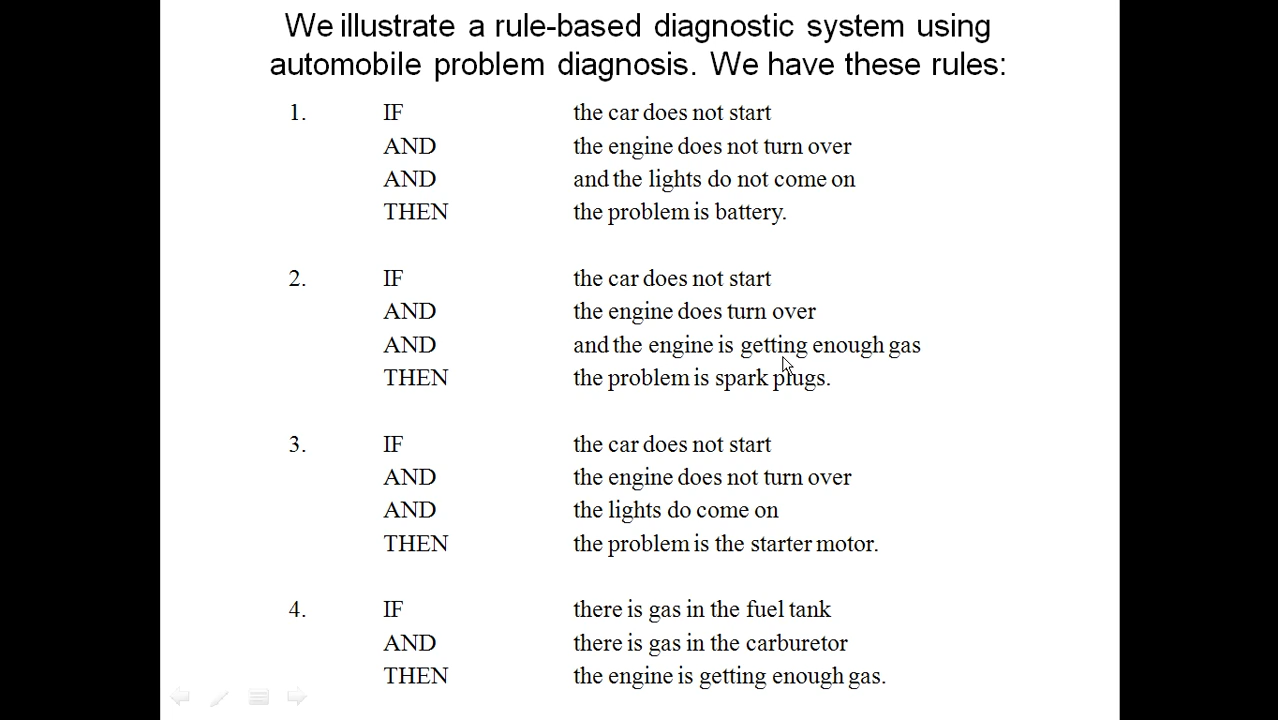 We illustrate a rule-based diagnostic system using
automobile problem diagnosis. We have these rules:
1. IF the car does not start
AND the engine does not turn over
AND and the lights do not come on
THEN the problem is battery.
2. IF the car does not start
AND the engine does turn over
AND and the engine is getting enough gas
THEN the problem is spark plugs.
3. IF the car does not start
AND the engine does not turn over
AND the lights do come on
THEN the problem is the starter motor.
4. IF there is gas in the fuel tank
AND there is gas in the carburetor
THEN the engine is getting enough gas.